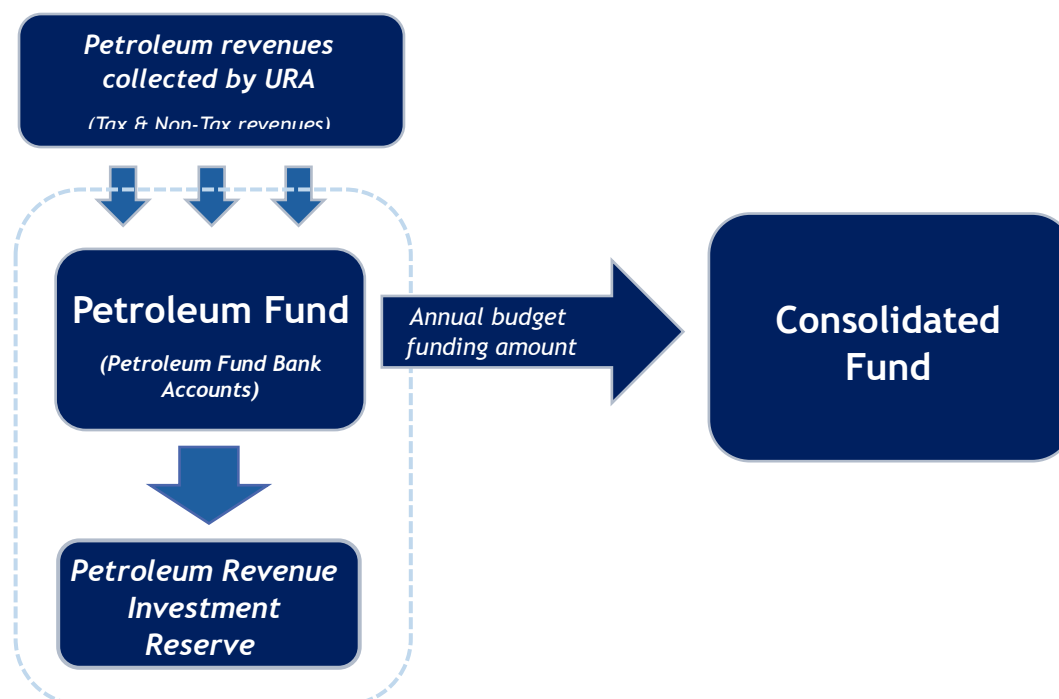 Petroleum revenues
collected by URA
(Tax & Non-Tax revenues)
Petroleum Fund
(Petroleum Fund Bank
Accounts)
Annual budget
funding amount
Consolidated
Fund
Petroleum Revenue
Investment
Reserve